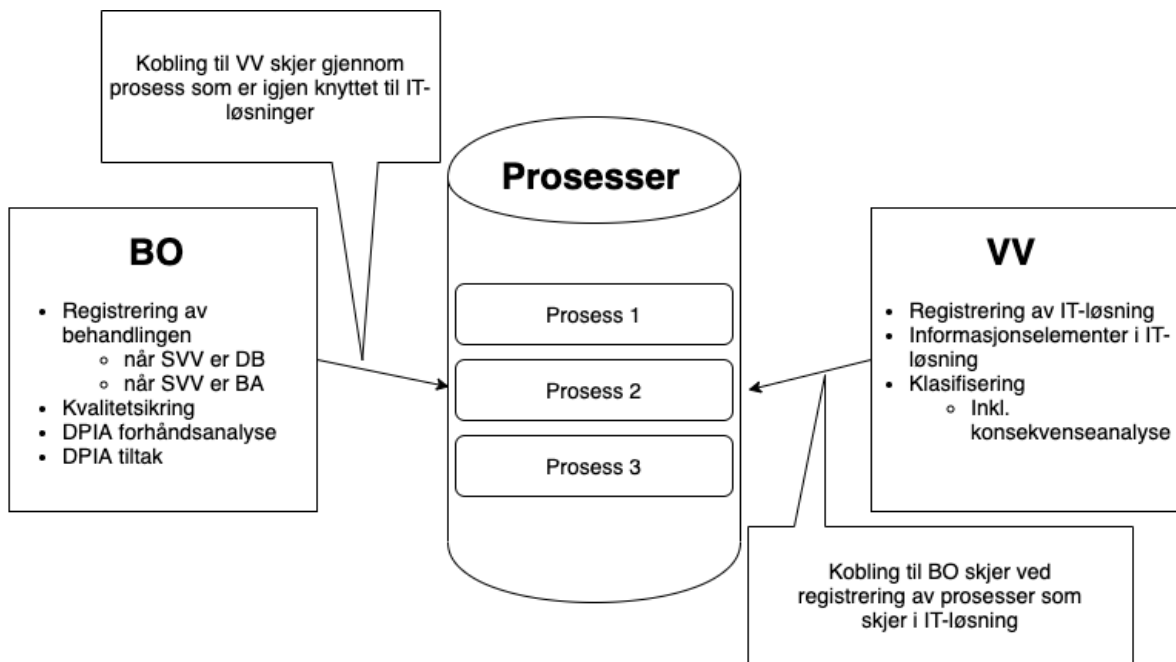 Kobling til VV skjer gjennom
prosess som er igjen knyttet til IT-
løsninger
Prosesser
BO
• Registrering av
behandlingen
◦ når SVV er DB
◦ når SVV er BA
• Kvalitetsikring
• DPIA forhåndsanalyse
• DPIA tiltak
Prosess 1
Prosess 2
Prosess 3
VV
• Registrering av IT-løsning
• Informasjonselementer i IT-
løsning
• Klasifisering
◦ Inkl.
konsekvenseanalyse
Kobling til BO skjer ved
registrering av prosesser som
skjer i IT-løsning